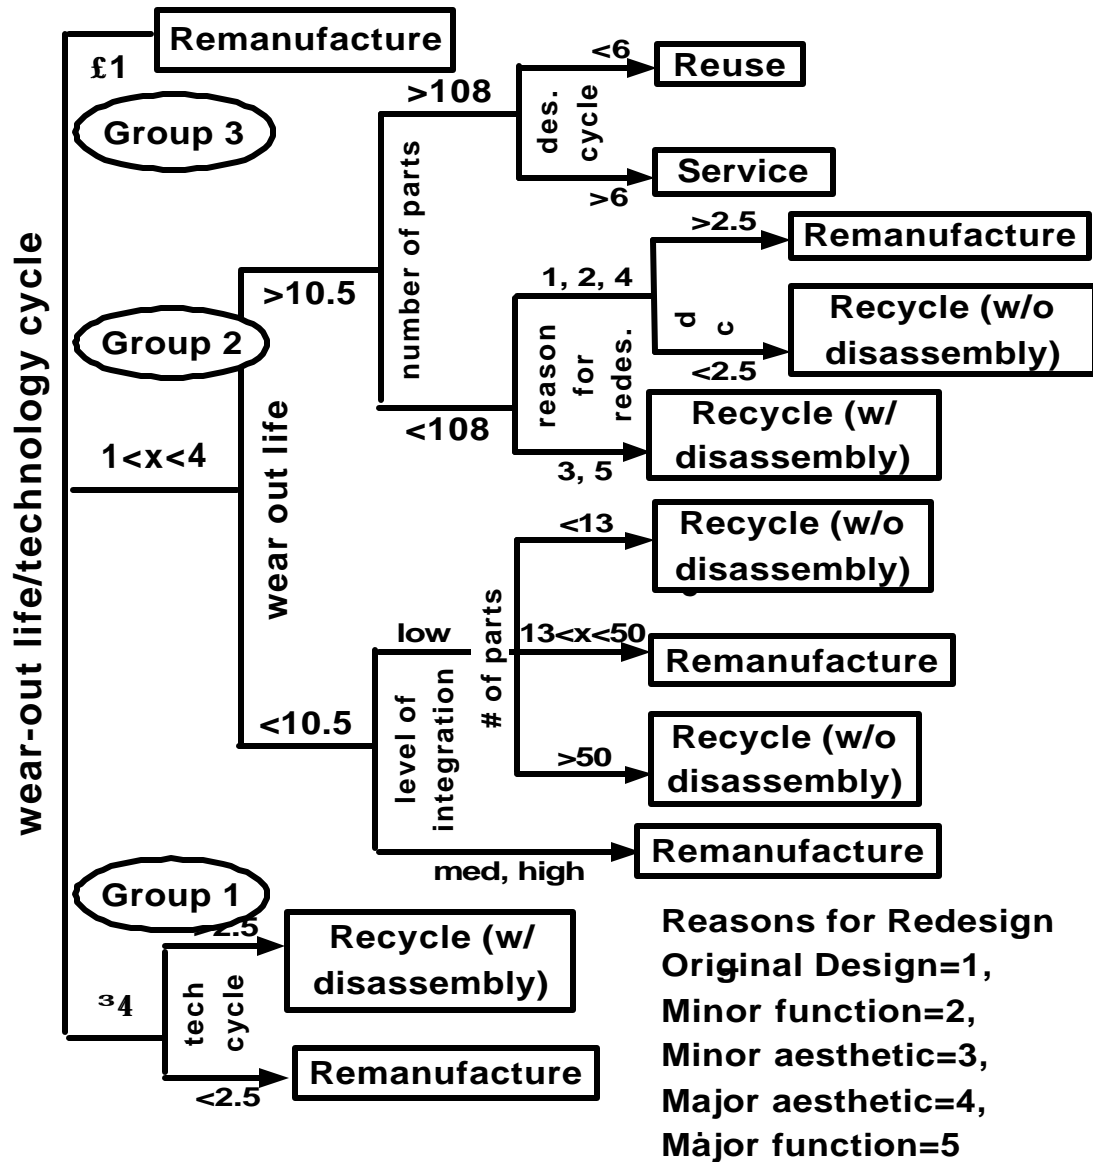 Remanufacture
£1
Group 3
>108
<6
Reuse
des.
cycle
>6
Service
number of parts
wear-out life/technology cycle
>10.5
Group 2
1, 2, 4
>2.5
Remanufacture
d
c
<2.5
Recycle (w/o
disassembly)
reason
for
redes.
<108
3, 5
Recycle (w/
disassembly)
1<x<4
wear out life
<13
Recycle (w/o
disassembly)
low
# of parts
13<x<50
Remanufacture
<10.5
level of
integration
>50
Recycle (w/o
disassembly)
med, high
Remanufacture
Group 1
>2.5
Recycle (w/
disassembly)
³4
tech
cycle
<2.5
Remanufacture
Reasons for Redesign
Original Design=1,
Minor function=2,
Minor aesthetic=3,
Major aesthetic=4,
Major function=5